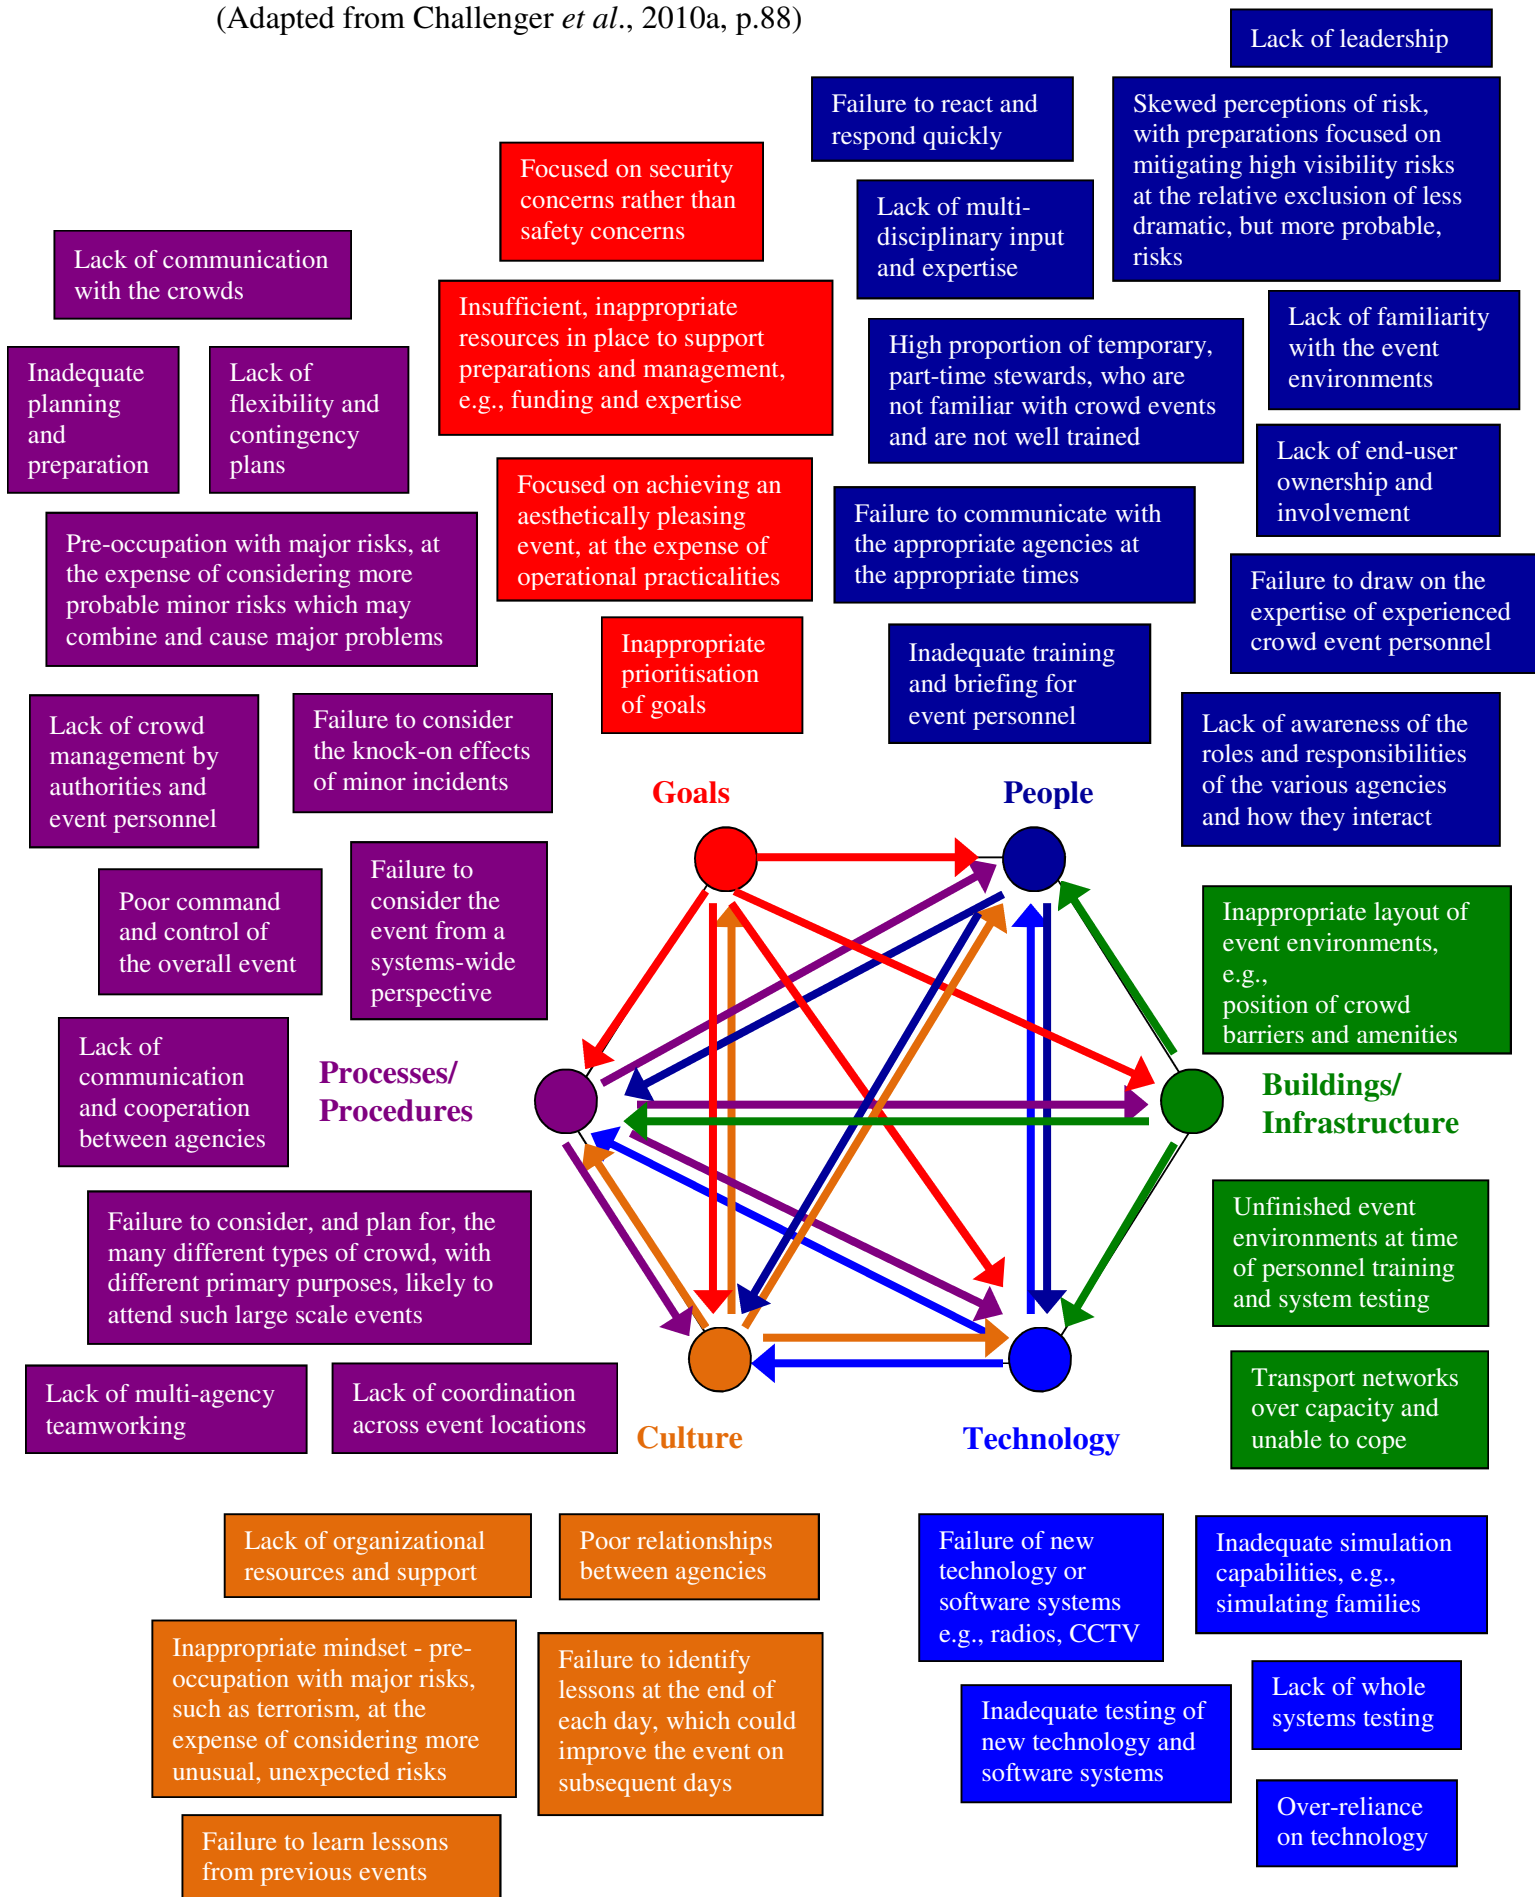 (Adapted from Challenger et al., 2010a, p.88)
Lack of leadership
Failure to react and
respond quickly
Skewed perceptions of risk,
with preparations focused on
mitigating high visibility risks
at the relative exclusion of less
dramatic, but more probable,
risks
Focused on security
concerns rather than
safety concerns
Lack of multi-
disciplinary input
and expertise
Lack of communication
with the crowds
Insufficient, inappropriate
resources in place to support
preparations and management,
e.g., funding and expertise
High proportion of temporary,
part-time stewards, who are
not familiar with crowd events
and are not well trained
Lack of familiarity
with the event
environments
Inadequate
planning
and
preparation
Lack of
flexibility and
contingency
plans
Lack of end-user
ownership and
involvement
Focused on achieving an
aesthetically pleasing
event, at the expense of
operational practicalities
Failure to communicate with
the appropriate agencies at
the appropriate times
Pre-occupation with major risks, at
the expense of considering more
probable minor risks which may
combine and cause major problems
Failure to draw on the
expertise of experienced
crowd event personnel
Inappropriate
prioritisation
of goals
Inadequate training
and briefing for
event personnel
Lack of crowd
management by
authorities and
event personnel
Failure to consider
the knock-on effects
of minor incidents
Lack of awareness of the
roles and responsibilities
of the various agencies
and how they interact
Goals
People
Poor command
and control of
the overall event
Failure to
consider the
event from a
systems-wide
perspective
Inappropriate layout of
event environments,
e.g.,
position of crowd
barriers and amenities
Lack of
communication
and cooperation
between agencies
Processes/
Procedures
Buildings/
Infrastructure
Failure to consider, and plan for, the
many different types of crowd, with
different primary purposes, likely to
attend such large scale events
Unfinished event
environments at time
of personnel training
and system testing
Lack of multi-agency
teamworking
Lack of coordination
across event locations
Transport networks
over capacity and
unable to cope
Culture
Technology
Lack of organizational
resources and support
Poor relationships
between agencies
Failure of new
technology or
software systems
e.g., radios, CCTV
Inadequate simulation
capabilities, e.g.,
simulating families
Inappropriate mindset - pre-
occupation with major risks,
such as terrorism, at the
expense of considering more
unusual, unexpected risks
Failure to identify
lessons at the end of
each day, which could
improve the event on
subsequent days
Inadequate testing of
new technology and
software systems
Lack of whole
systems testing
Over-reliance
on technology
Failure to learn lessons
from previous events